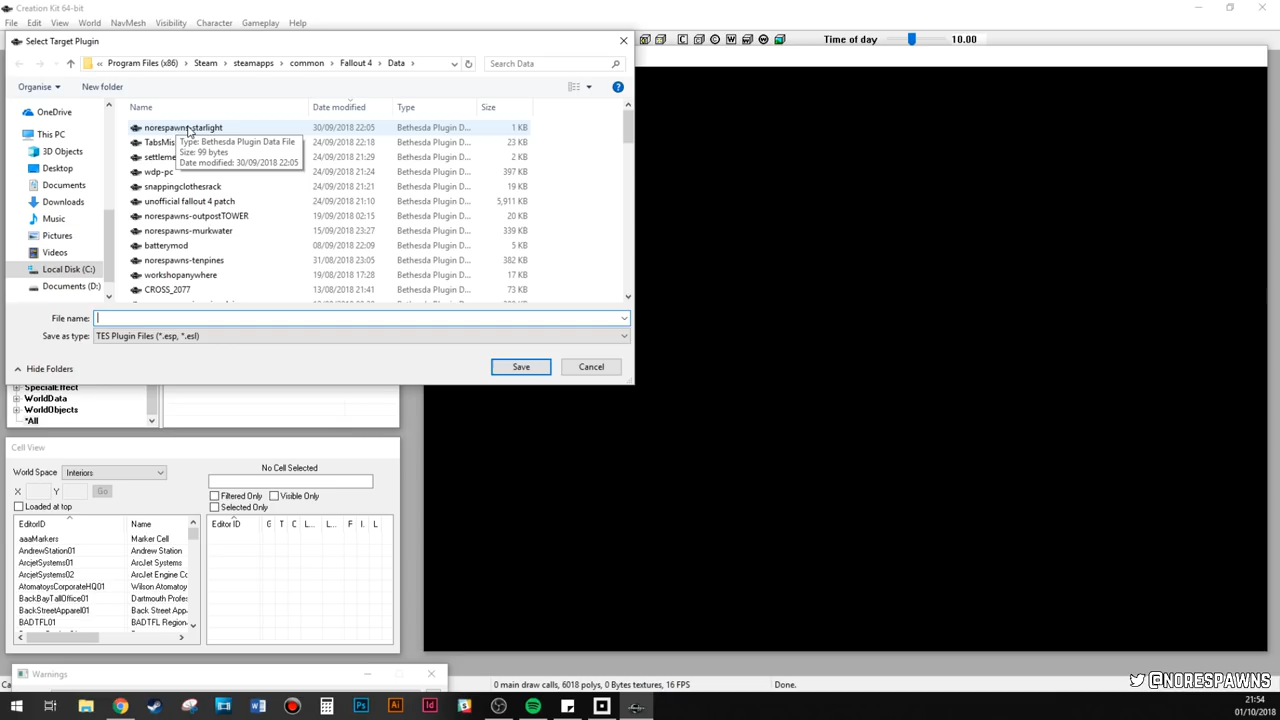 Creation Kit 64-bit
File Edit View World NavMesh Visibility Character Gameplay Help
Time of day 10.00
Select Target Plugin
« Program Files (x86) > Steam > steamapps > common > Fallout 4 > Data >
Search Data
Organise New folder
Name Date modified Type Size
OneDrive
This PC
3D Objects
Desktop
Documents
Downloads
Music
Pictures
Videos
Local Disk (C:)
Documents (D:)
norespawns-starlight 30/09/2018 22:05 Bethesda Plugin D... 1 KB
TabsMis 24/09/2018 22:18 Bethesda Plugin D... 23 KB
settleme 24/09/2018 21:29 Bethesda Plugin D... 2 KB
wdp-pc 24/09/2018 21:24 Bethesda Plugin D... 397 KB
snappingclothesrack 24/09/2018 21:21 Bethesda Plugin D... 19 KB
unofficial fallout 4 patch 24/09/2018 21:10 Bethesda Plugin D... 5,911 KB
norespawns-outpostTOWER 19/09/2018 02:15 Bethesda Plugin D... 20 KB
norespawns-murkwater 15/09/2018 23:27 Bethesda Plugin D... 339 KB
batterymod 08/09/2018 22:09 Bethesda Plugin D... 5 KB
norespawns-tenpines 31/08/2018 23:05 Bethesda Plugin D... 382 KB
workshopanywhere 19/08/2018 17:28 Bethesda Plugin D... 17 KB
CROSS_2077 13/08/2018 21:41 Bethesda Plugin D... 73 KB
Type: Bethesda Plugin Data File
Size: 99 bytes
Date modified: 30/09/2018 22:05
File name:
Save as type: TES Plugin Files (*.esp, *.esl)
Hide Folders Save Cancel
SpecialEffect
WorldData
WorldObjects
*All
Cell View
World Space Interiors
No Cell Selected
X Y Go
Filtered Only Visible Only
Loaded at top Selected Only
EditorID Name
aaaMarkers Marker Cell
AndrewStation01 Andrew Station
ArcjetSystems01 ArcJet Systems
ArcjetSystems02 ArcJet Engine Co
AtomatoysCorporateHQ01 Wilson Atomatoy
BackBayTallOffice01 Dartmouth Profes
BackStreetApparel01 Back Street App
BADTFL01 BADTFL Region
Editor ID G T C L... L... F I. L
Warnings
0 main draw calls, 6018 polys, 0 Bytes textures, 16 FPS Done.
@NORESPAWNS
21:54
01/10/2018